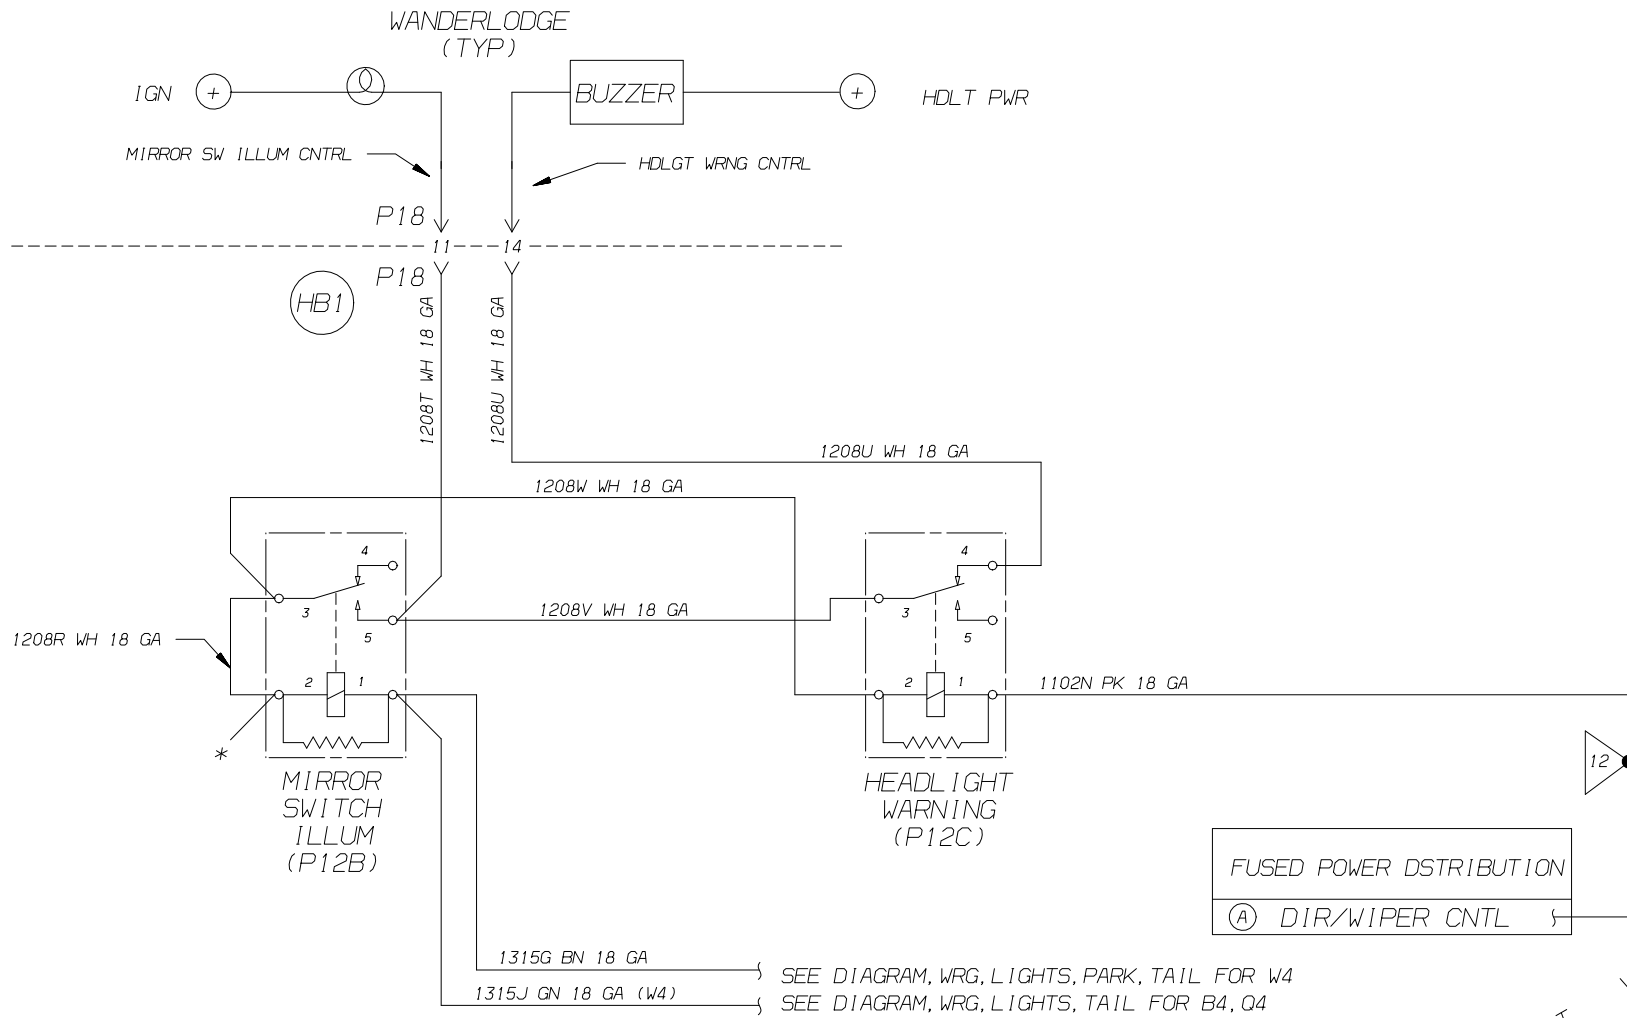 WANDERLODGE
(TYP)
IGN
+
BUZZER
+
HDLT PWR
MIRROR SW ILLUM CNTRL
HDLGT WRNG CNTRL
P18
11
14
P18
HB1
1208T WH 18 GA
1208U WH 18 GA
1208U WH 18 GA
1208W WH 18 GA
4
3
5
1208V WH 18 GA
4
3
5
1208R WH 18 GA
2
1
2
1
1102N PK 18 GA
*
12
MIRROR
SWITCH
ILLUM
(P12B)
HEADLIGHT
WARNING
(P12C)
FUSED POWER DSTRIBUTION
A DIR/WIPER CNTL
1315G BN 18 GA
SEE DIAGRAM, WRG, LIGHTS, PARK, TAIL FOR W4
1315J GN 18 GA (W4)
SEE DIAGRAM, WRG, LIGHTS, TAIL FOR B4, Q4